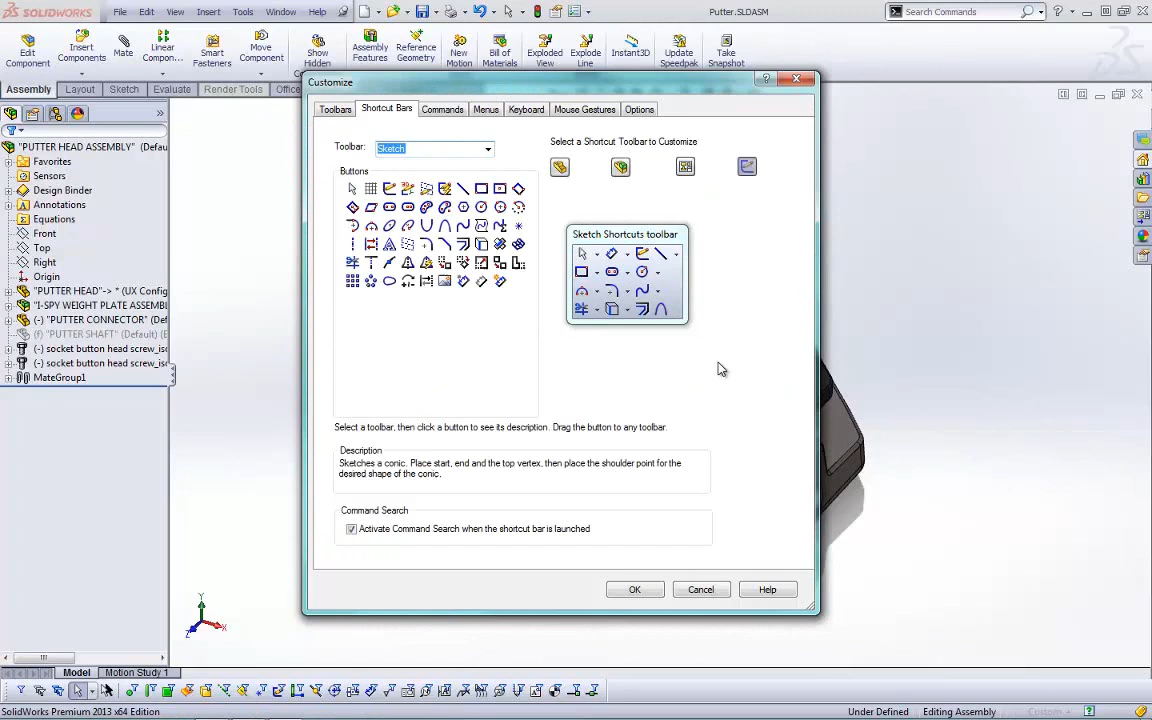 SOLIDWORKS File Edit View Insert Tools Window Help Putter.SLDASM Search Commands
Edit Component
Insert Components
Mate
Linear Compon...
Smart Fasteners
Move Component
Show Hidden
Assembly Features
Reference Geometry
New Motion
Bill of Materials
Exploded View
Explode Line
Instant3D
Update Speedpak
Take Snapshot
Assembly Layout Sketch Evaluate Render Tools Office
"PUTTER HEAD ASSEMBLY" (Defau
Favorites
Sensors
Design Binder
Annotations
Equations
Front
Top
Right
Origin
"PUTTER HEAD"-> * (UX Config
"I-SPY WEIGHT PLATE ASSEMB
(-) "PUTTER CONNECTOR" (Def
(f) "PUTTER SHAFT" (Default) (E
(-) socket button head screw_is
(-) socket button head screw_is
MateGroup1
Customize
Toolbars Shortcut Bars Commands Menus Keyboard Mouse Gestures Options
Toolbar: Sketch
Buttons
Select a Shortcut Toolbar to Customize
Sketch Shortcuts toolbar
Select a toolbar, then click a button to see its description. Drag the button to any toolbar.
Description
Sketches a conic. Place start, end and the top vertex, then place the shoulder point for the
desired shape of the conic.
Command Search
Activate Command Search when the shortcut bar is launched
OK Cancel Help
Y
X
Z
Model Motion Study 1
SolidWorks Premium 2013 x64 Edition Under Defined Editing Assembly Custom